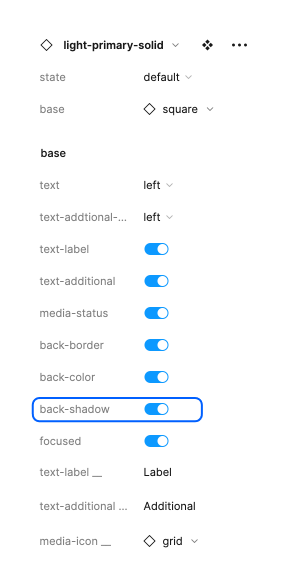 light-primary-solid
state default
base square
base
text left
text-addtional-... left
text-label
text-additional
media-status
back-border
back-color
back-shadow
focused
text-label __ Label
text-additional ... Additional
media-icon __ grid